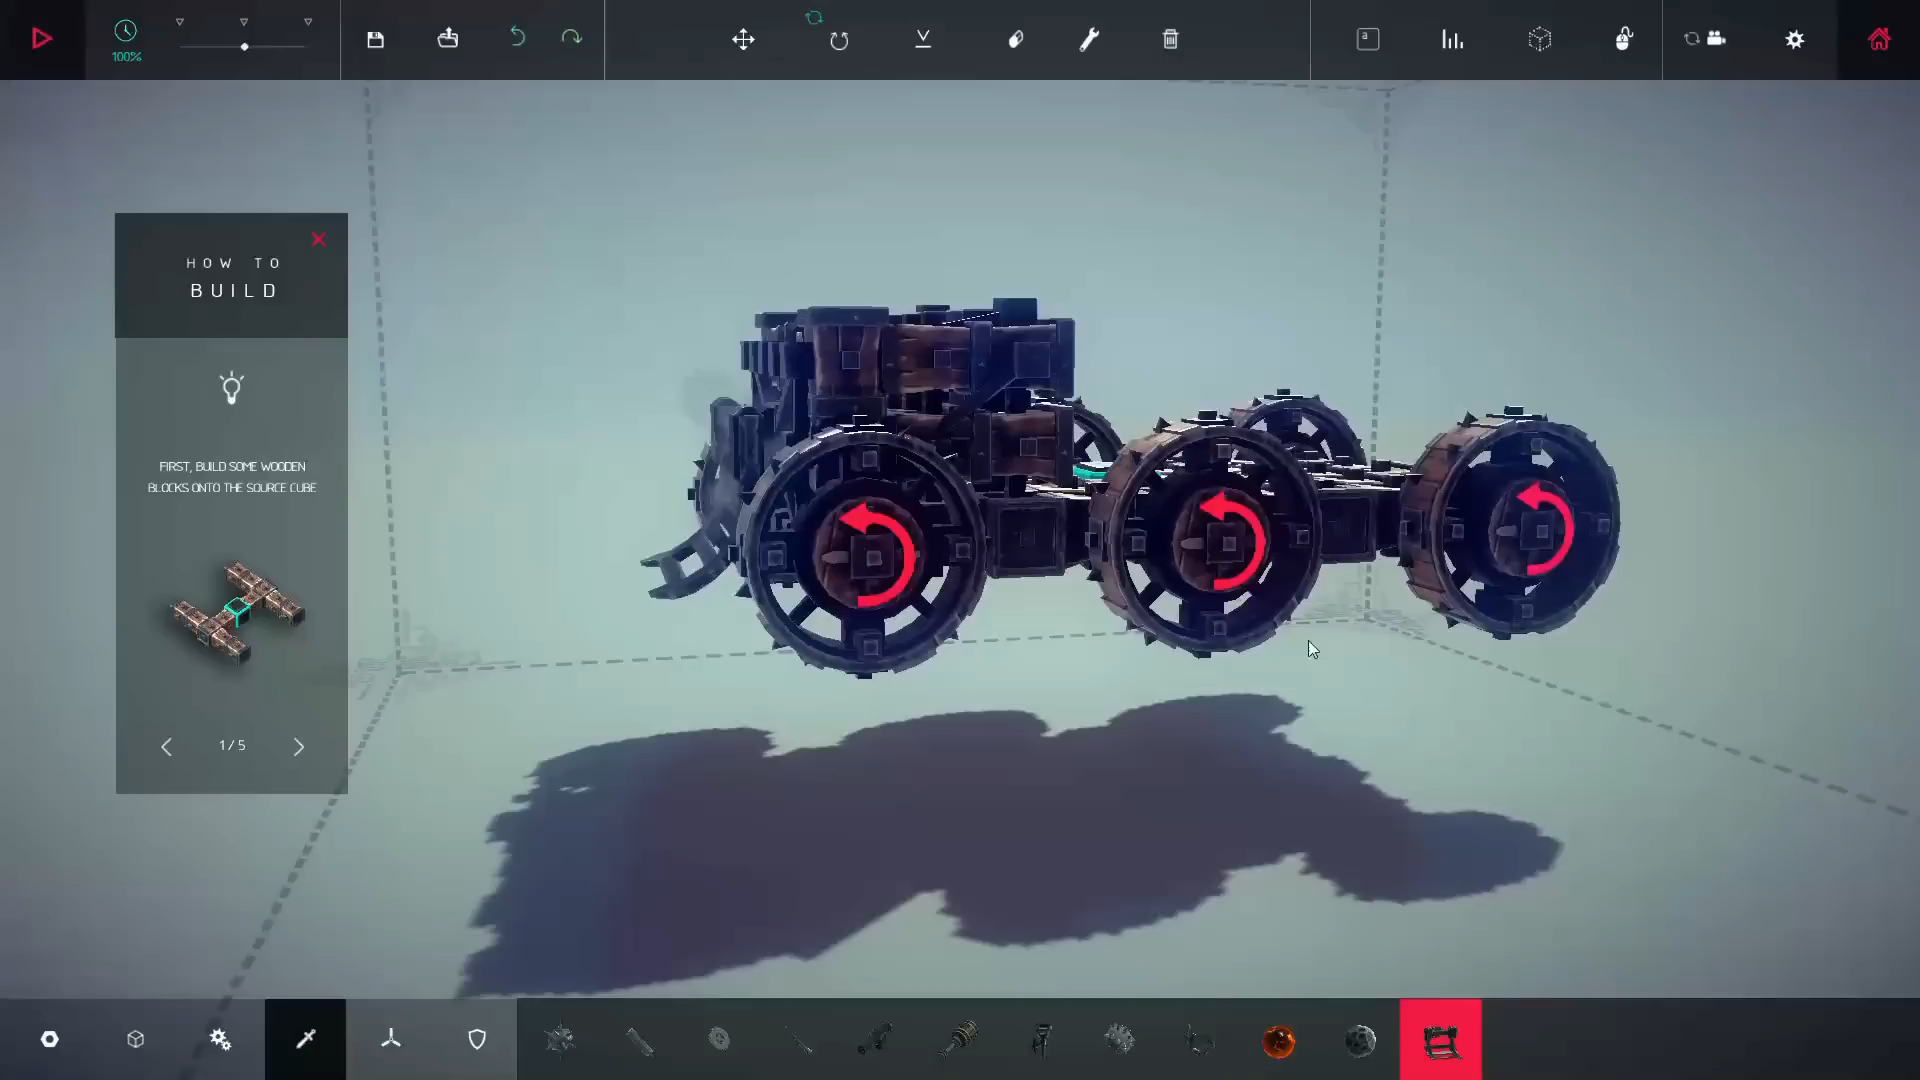 100%
a
HOW TO
BUILD
FIRST, BUILD SOME WOODEN
BLOCKS ONTO THE SOURCE CUBE
1/5